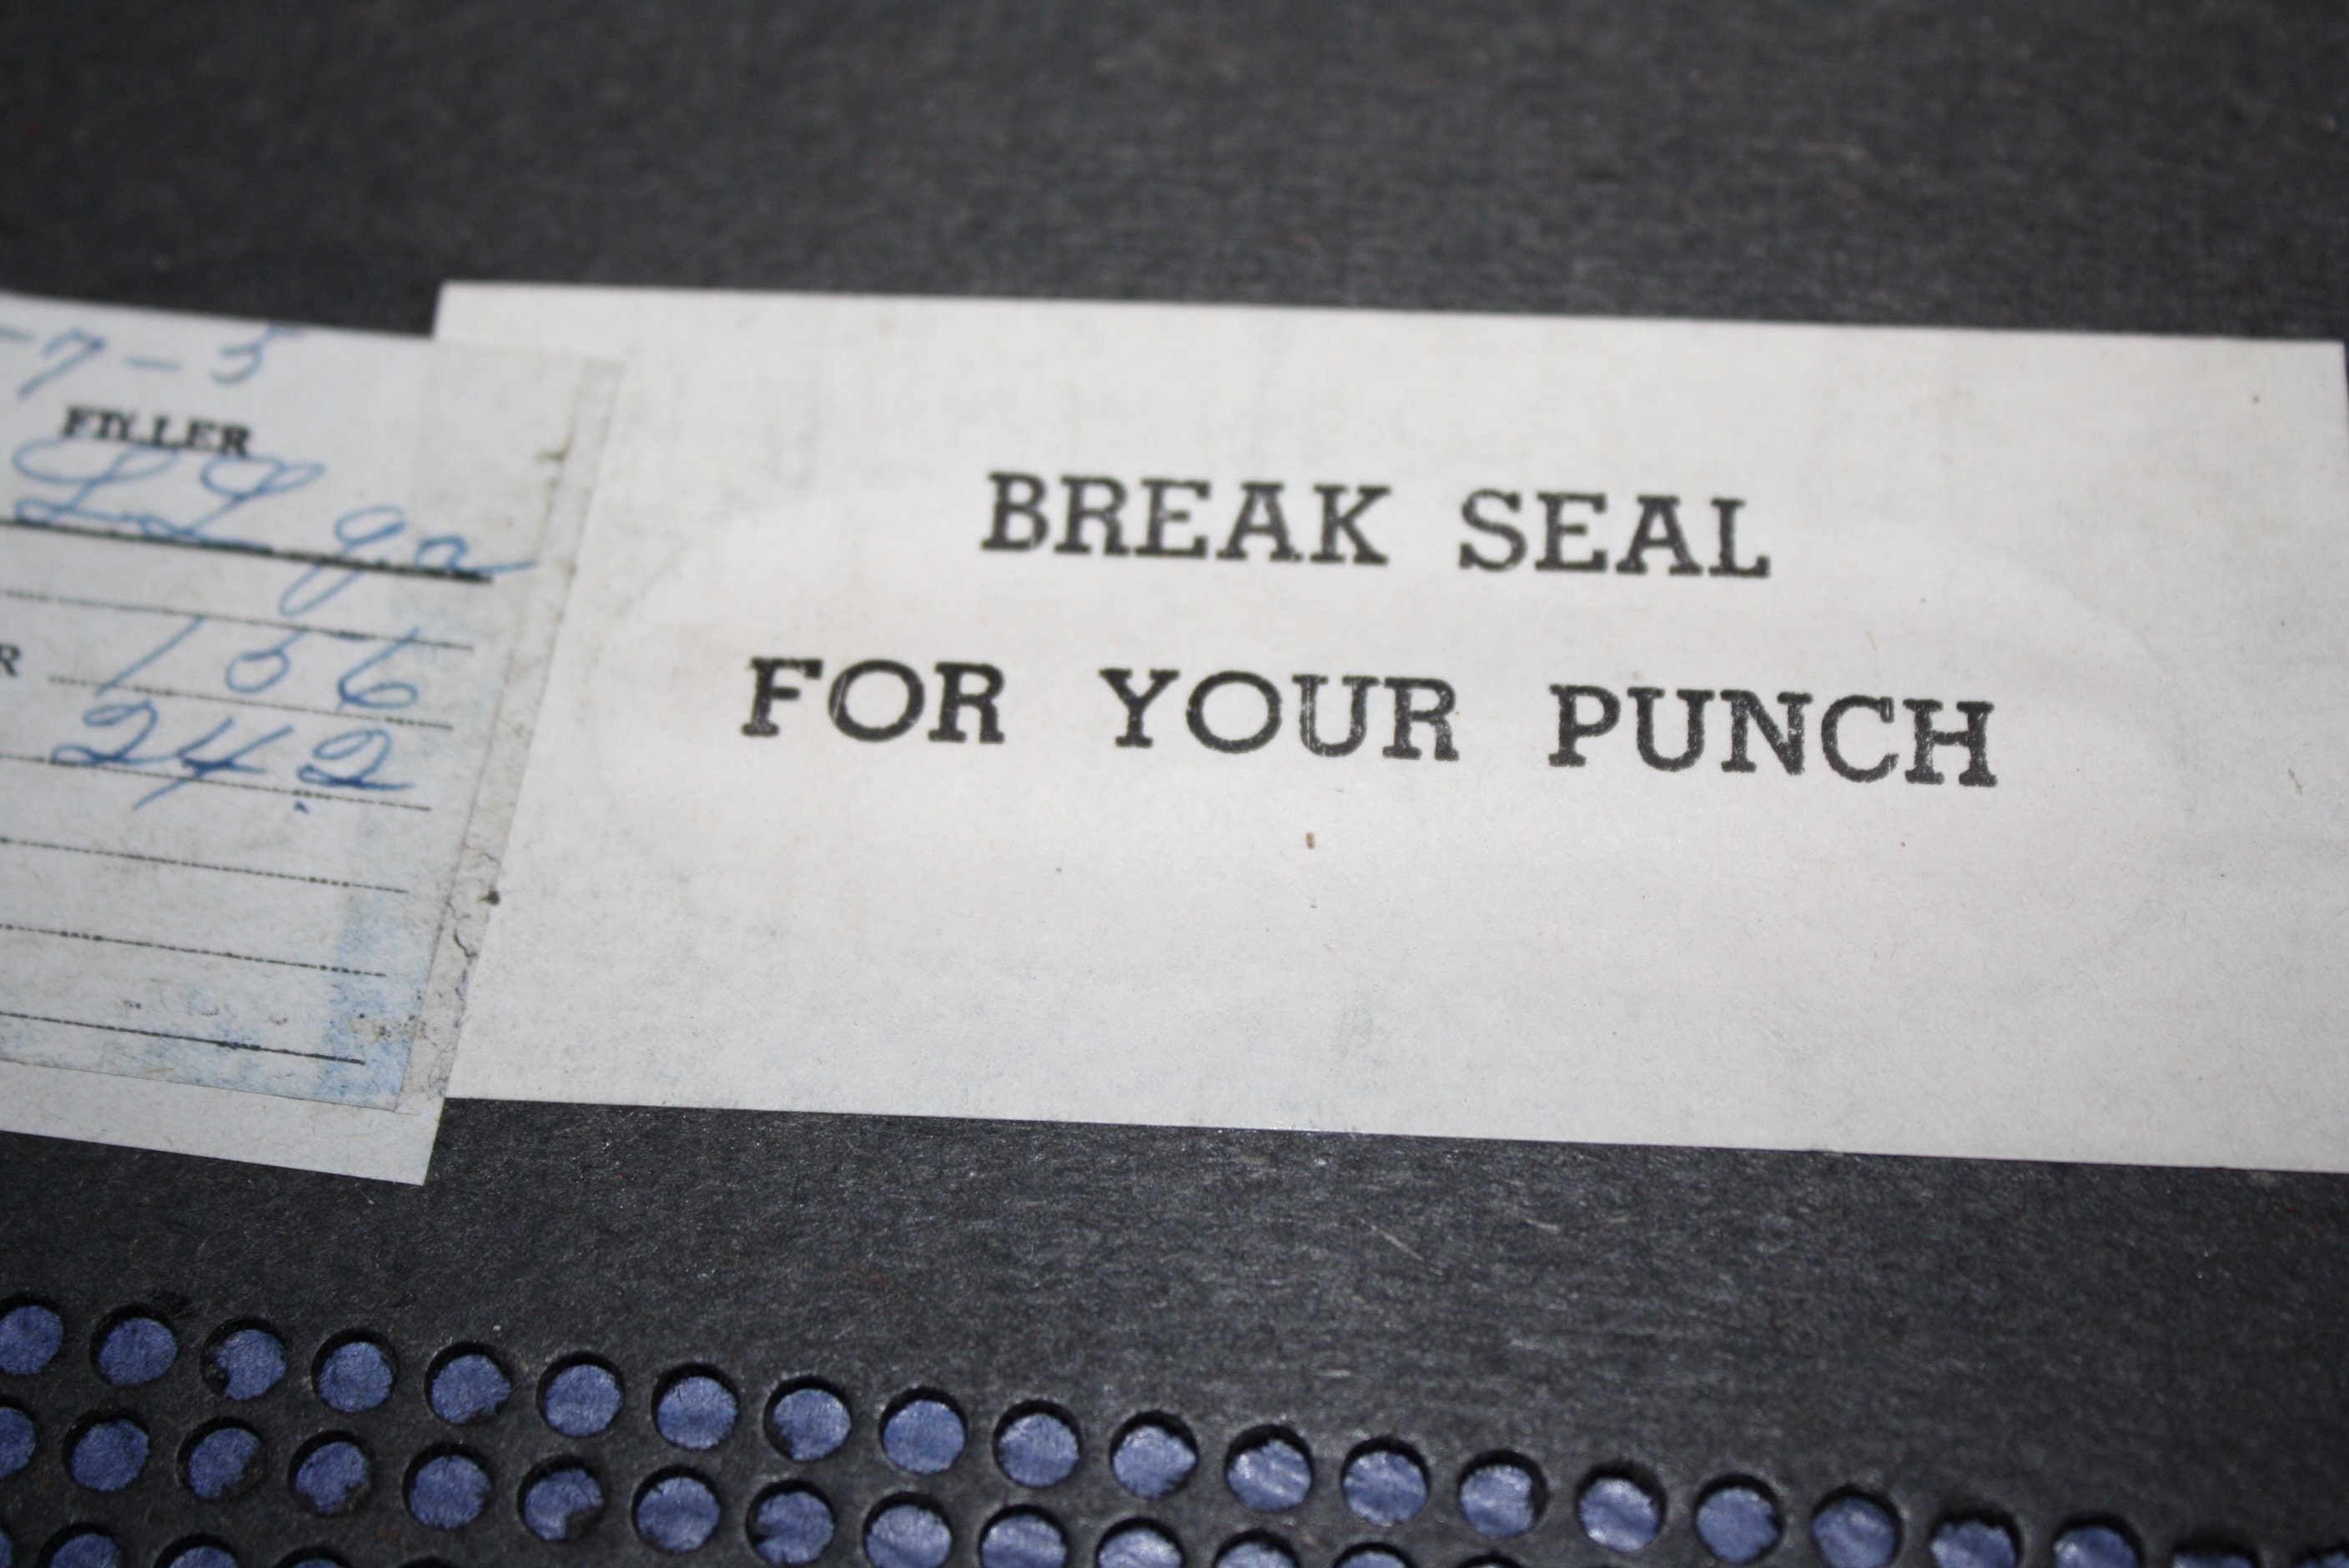 -7-5
FILLER
LL ga
R 156
242
BREAK SEAL
FOR YOUR PUNCH